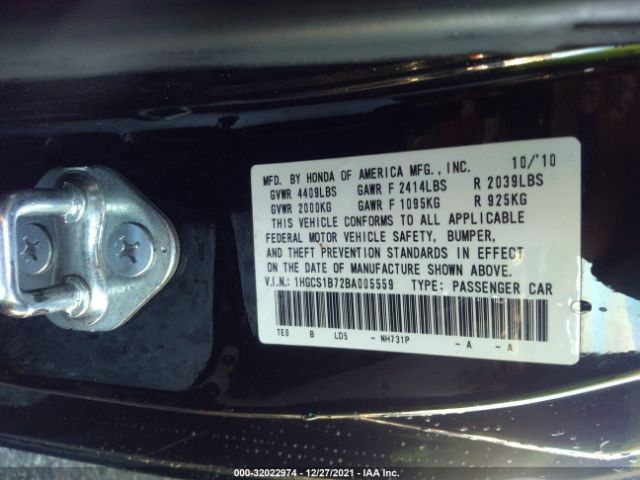 MFD. BY HONDA OF AMERICA MFG., INC. 10/'10
GVWR 4409LBS GAWR F 2414LBS R 2039LBS
GVWR 2000KG GAWR F 1095KG R 925KG
THIS VEHICLE CONFORMS TO ALL APPLICABLE
FEDERAL MOTOR VEHICLE SAFETY, BUMPER,
AND THEFT PREVENTION STANDARDS IN EFFECT
ON THE DATE OF MANUFACTURE SHOWN ABOVE.
V.I.N.: 1HGCS1B72BA005559 TYPE: PASSENGER CAR
TE0 B LDS - NH731P - A - A
000-32022974 - 12/27/2021 - IAA Inc.